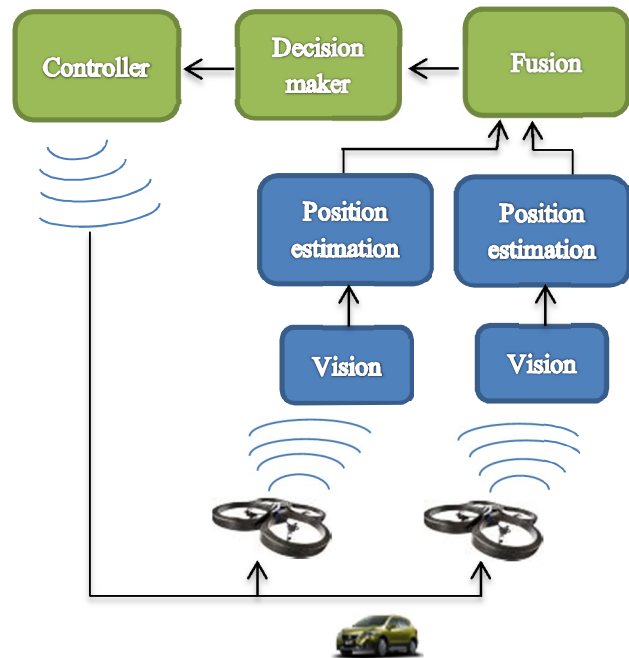 Controller
Decision
maker
Fusion
Position
estimation
Position
estimation
Vision
Vision